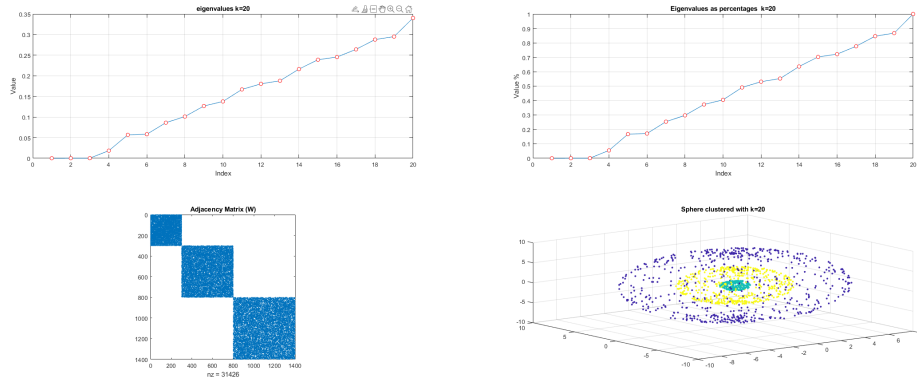 eigenvalues k=20
0.35
0.3
0.25
0.2
0.15
0.1
0.05
0
Value
0 2 4 6 8 10 12 14 16 18 20
Index
Eigenvalues as percentages k=20
1
0.9
0.8
0.7
0.6
0.5
0.4
0.3
0.2
0.1
0
Value %
0 2 4 6 8 10 12 14 16 18 20
Index
Adjacency Matrix (W)
0
200
400
600
800
1000
1200
1400
0 200 400 600 800 1000 1200 1400
nz = 31426
Sphere clustered with k=20
10
5
0
-5
-10
10
5
0
-5
-10
-8 -6 -4 -2 0 2 4 6